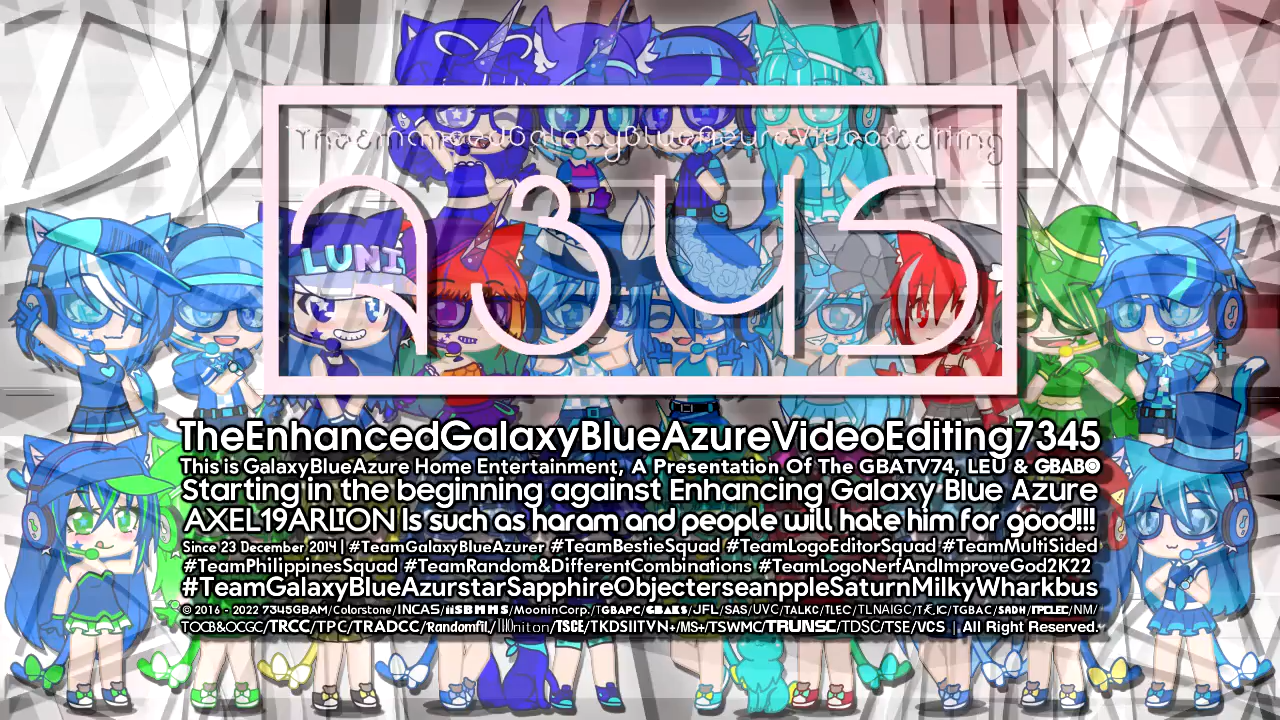 TheEnhancedGalaxyBlueAzureVideoEditing
7345
LUNI
TheEnhancedGalaxyBlueAzureVideoEditing7345
This is GalaxyBlueAzure Home Entertainment, A Presentation Of The GBATV74, LEU & GBAB®
Starting in the beginning against Enhancing Galaxy Blue Azure
AXEL19ARLION Is such as haram and people will hate him for good!!!
Since 23 December 2014 | #TeamGalaxyBlueAzurer #TeamBestieSquad #TeamLogoEditorSquad #TeamMultiSided
#TeamPhilippinesSquad #TeamRandom&DifferentCombinations #TeamLogoNerfAndImproveGod2K22
#TeamGalaxyBlueAzurstarSapphireObjecterseanppleSaturnMilkyWharkbus
© 2016 - 2022 7345GBAM/Colorstone/INCAS/iiSBMMS/MooninCorp./TGBAPC/GBAKS/JFL/SAS/UVC/TALKC/TLEC/TLNAIGC/TGBAC/SADH/NM/
TOCB&OCGC/TRCC/TPC/TRADCC/Randomfil/TSCE/TKDSIITVN+/MS+/TSWMC/TRUNSC/TDSC/TSE/VCS | All Right Reserved.